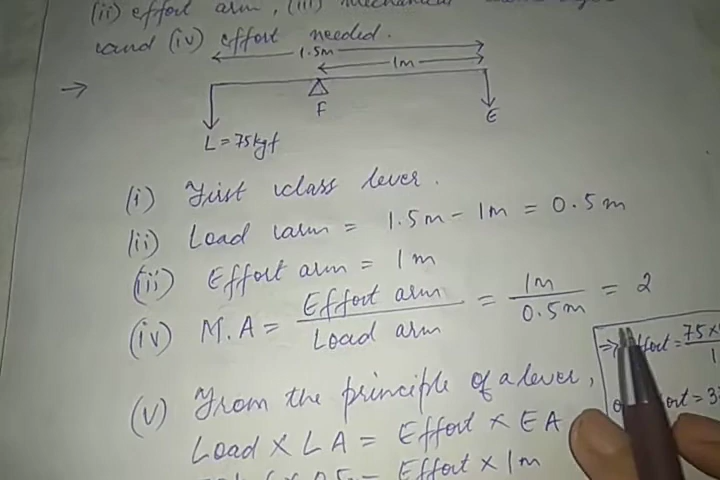 (ii) effort arm, (iii) mechanical
and (iv) effort needed.
1.5m
1m
F
E
L = 75kgf
(i) First class lever.
(ii) Load arm = 1.5m - 1m = 0.5m
(iii) Effort arm = 1m
(iv) M.A = Effort arm / Load arm = 1m / 0.5m = 2
(v) From the principle of a lever,
Load × LA = Effort × EA
Effort × 1m